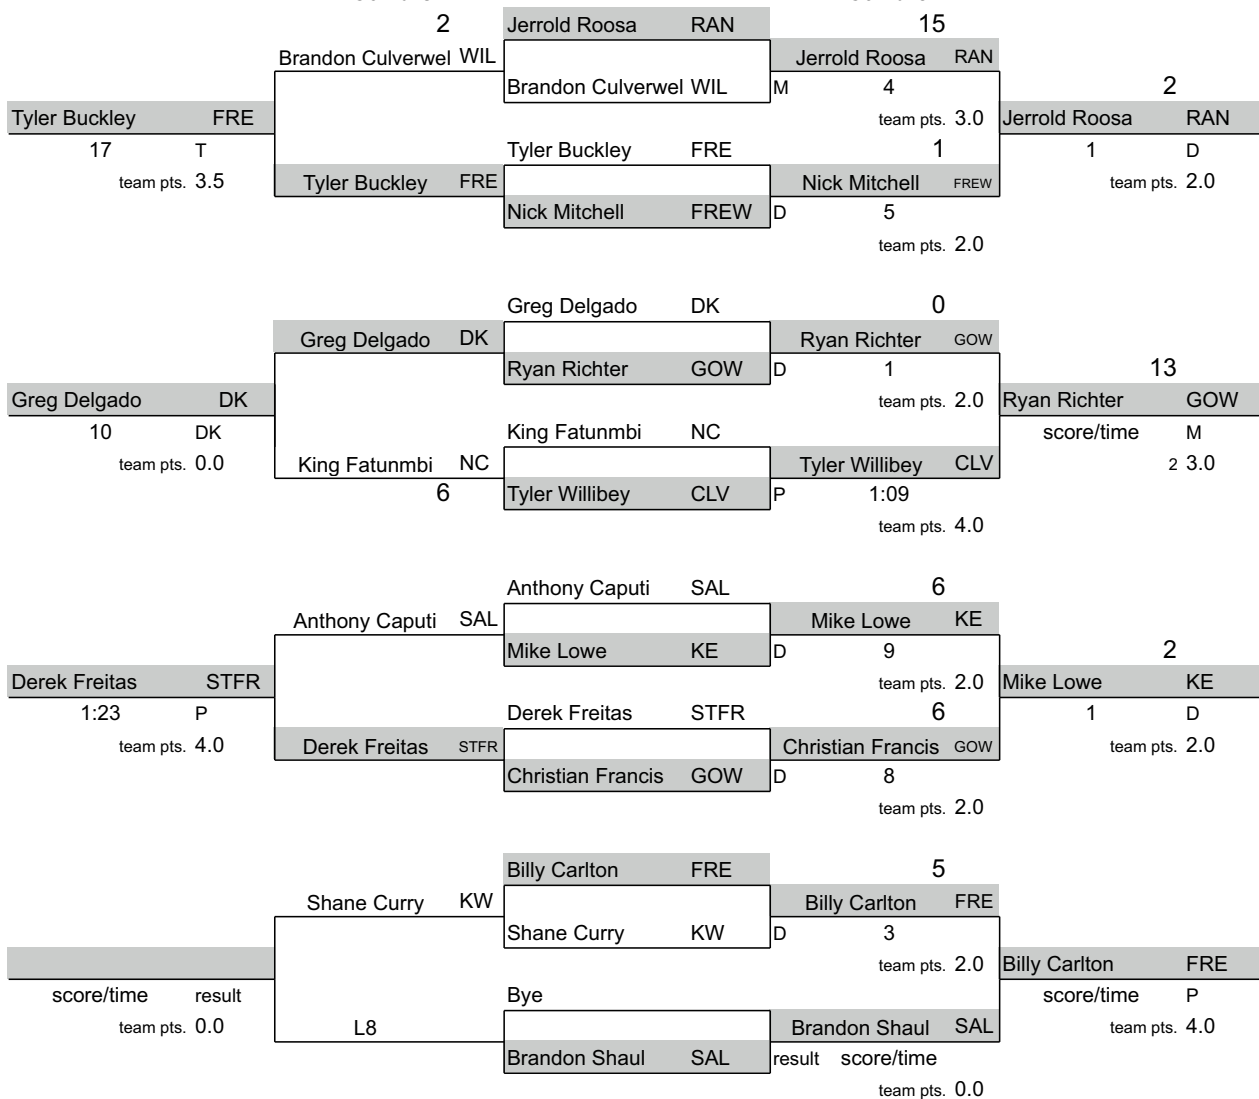 2 Jerrold Roosa RAN 15
Brandon Culverwel WIL Jerrold Roosa RAN
Brandon Culverwel WIL M 4 2
Tyler Buckley FRE team pts. 3.0 Jerrold Roosa RAN
17 T Tyler Buckley FRE 1 1 D
team pts. 3.5 Tyler Buckley FRE Nick Mitchell FREW team pts. 2.0
Nick Mitchell FREW D 5
team pts. 2.0
Greg Delgado DK 0
Greg Delgado DK Ryan Richter GOW
Ryan Richter GOW D 1 13
Greg Delgado DK team pts. 2.0 Ryan Richter GOW
10 DK King Fatunmbi NC score/time M
team pts. 0.0 King Fatunmbi NC Tyler Willibey CLV 2 3.0
6 Tyler Willibey CLV P 1:09
team pts. 4.0
Anthony Caputi SAL 6
Anthony Caputi SAL Mike Lowe KE
Mike Lowe KE D 9 2
Derek Freitas STFR team pts. 2.0 Mike Lowe KE
1:23 P Derek Freitas STFR 6 1 D
team pts. 4.0 Derek Freitas STFR Christian Francis GOW team pts. 2.0
Christian Francis GOW D 8
team pts. 2.0
Billy Carlton FRE 5
Shane Curry KW Billy Carlton FRE
Shane Curry KW D 3
team pts. 2.0 Billy Carlton FRE
score/time result Bye score/time P
team pts. 0.0 L8 Brandon Shaul SAL team pts. 4.0
Brandon Shaul SAL result score/time
team pts. 0.0